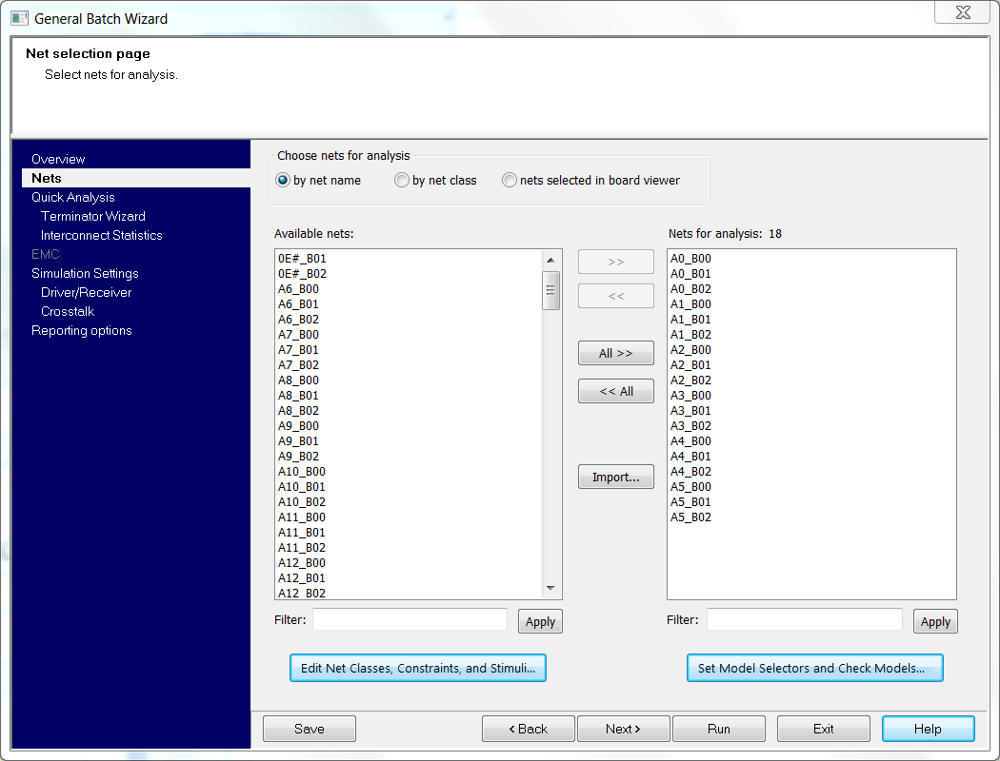 General Batch Wizard
Net selection page
Select nets for analysis.
Overview
Nets
Quick Analysis
Terminator Wizard
Interconnect Statistics
EMC
Simulation Settings
Driver/Receiver
Crosstalk
Reporting options
Choose nets for analysis
by net name
by net class
nets selected in board viewer
Available nets:
0E#_B01
0E#_B02
A6_B00
A6_B01
A6_B02
A7_B00
A7_B01
A7_B02
A8_B00
A8_B01
A8_B02
A9_B00
A9_B01
A9_B02
A10_B00
A10_B01
A10_B02
A11_B00
A11_B01
A11_B02
A12_B00
A12_B01
A12_B02
Filter:
Apply
Edit Net Classes, Constraints, and Stimuli...
>>
<<
All >>
<< All
Import...
Nets for analysis: 18
A0_B00
A0_B01
A0_B02
A1_B00
A1_B01
A1_B02
A2_B00
A2_B01
A2_B02
A3_B00
A3_B01
A3_B02
A4_B00
A4_B01
A4_B02
A5_B00
A5_B01
A5_B02
Filter:
Apply
Set Model Selectors and Check Models...
Save
< Back
Next >
Run
Exit
Help